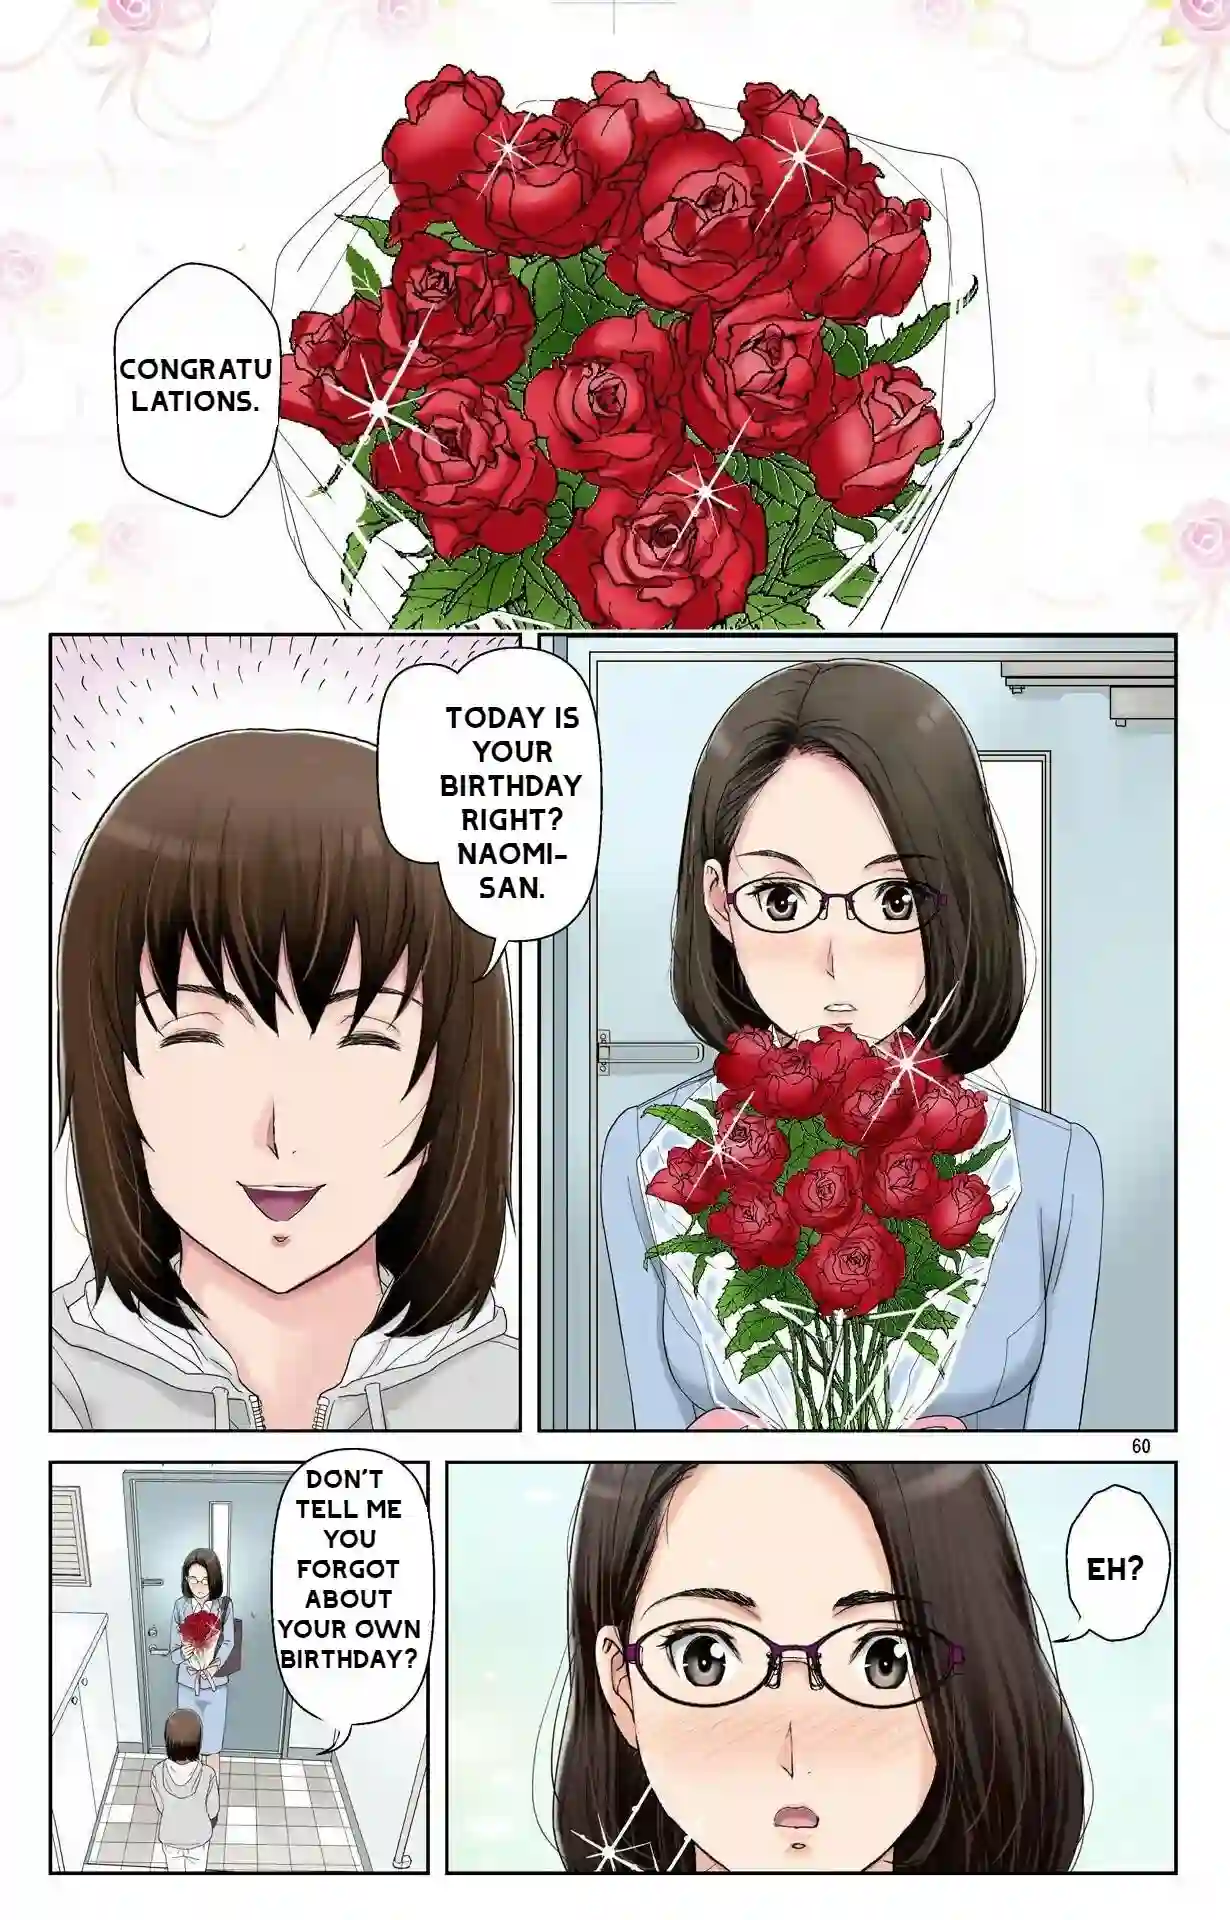 CONGRATU
LATIONS.
TODAY IS
YOUR
BIRTHDAY
RIGHT?
NAOMI-
SAN.
60
DON'T
TELL ME
YOU
FORGOT
ABOUT
YOUR OWN
BIRTHDAY?
EH?